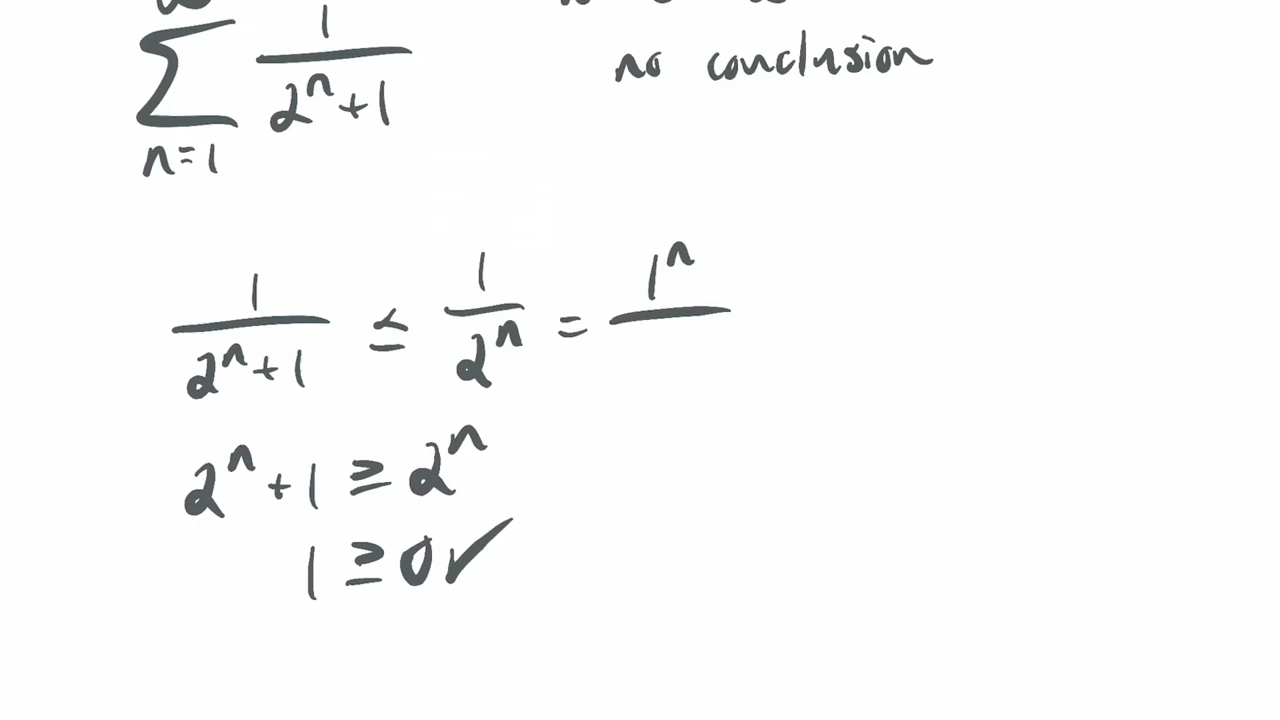 ∞ ∑ n=1 1/(2^n+1)
no conclusion
1/(2^n+1) ≤ 1/2^n = 1^n/
2^n+1 ≥ 2^n
1 ≥ 0 ✓